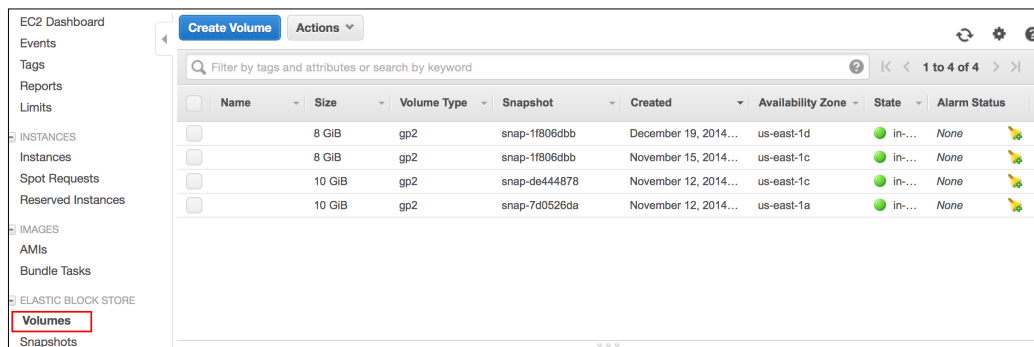 EC2 Dashboard
Events
Tags
Reports
Limits
INSTANCES
Instances
Spot Requests
Reserved Instances
IMAGES
AMIs
Bundle Tasks
ELASTIC BLOCK STORE
Volumes
Snapshots
Create Volume Actions
Filter by tags and attributes or search by keyword 1 to 4 of 4
Name Size Volume Type Snapshot Created Availability Zone State Alarm Status
8 GiB gp2 snap-1f806dbb December 19, 2014... us-east-1d in-... None
8 GiB gp2 snap-1f806dbb November 15, 2014... us-east-1c in-... None
10 GiB gp2 snap-de444878 November 12, 2014... us-east-1c in-... None
10 GiB gp2 snap-7d0526da November 12, 2014... us-east-1a in-... None